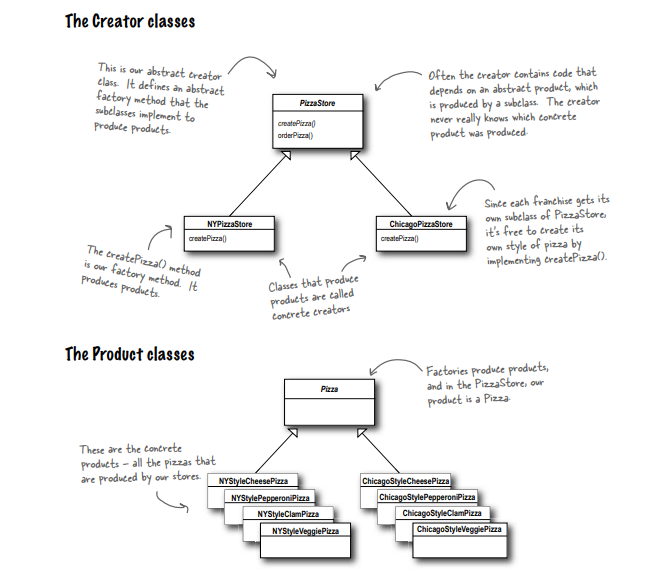 The Creator classes
This is our abstract creator
class. It defines an abstract
factory method that the
subclasses implement to
produce products.
PizzaStore
createPizza()
orderPizza()
Often the creator contains code that
depends on an abstract product, which
is produced by a subclass. The creator
never really knows which concrete
product was produced.
NYPizzaStore
createPizza()
ChicagoPizzaStore
createPizza()
Since each franchise gets its
own subclass of PizzaStore,
it's free to create its
own style of pizza by
implementing createPizza().
The createPizza() method
is our factory method. It
produces products.
Classes that produce
products are called
concrete creators
The Product classes
Pizza
Factories produce products,
and in the PizzaStore, our
product is a Pizza.
These are the concrete
products - all the pizzas that
are produced by our stores.
NYStyleCheesePizza
NYStylePepperoniPizza
NYStyleClamPizza
NYStyleVeggiePizza
ChicagoStyleCheesePizza
ChicagoStylePepperoniPizza
ChicagoStyleClamPizza
ChicagoStyleVeggiePizza